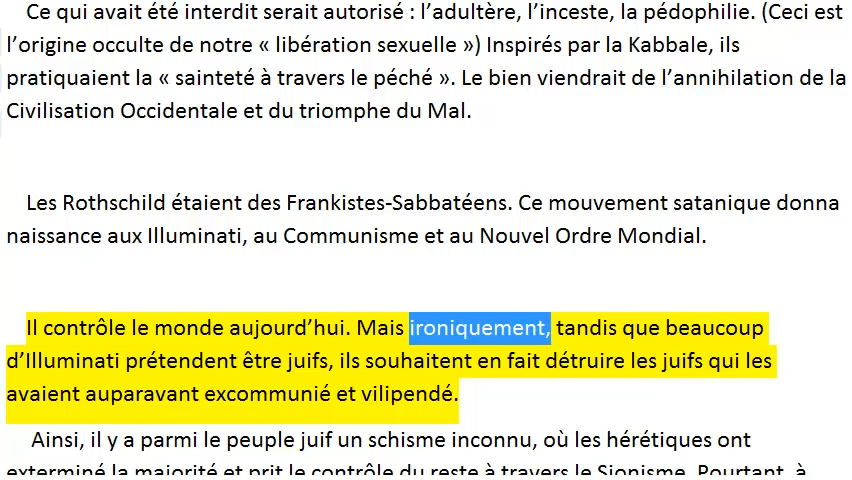 Ce qui avait été interdit serait autorisé : l’adultère, l’inceste, la pédophilie. (Ceci est
l’origine occulte de notre « libération sexuelle ») Inspirés par la Kabbale, ils
pratiquaient la « sainteté à travers le péché ». Le bien viendrait de l’annihilation de la
Civilisation Occidentale et du triomphe du Mal.
Les Rothschild étaient des Frankistes-Sabbatéens. Ce mouvement satanique donna
naissance aux Illuminati, au Communisme et au Nouvel Ordre Mondial.
Il contrôle le monde aujourd’hui. Mais ironiquement, tandis que beaucoup
d’Illuminati prétendent être juifs, ils souhaitent en fait détruire les juifs qui les
avaient auparavant excommunié et vilipendé.
Ainsi, il y a parmi le peuple juif un schisme inconnu, où les hérétiques ont
exterminé la majorité et prit le contrôle du reste à travers le Sionisme. Pourtant, à